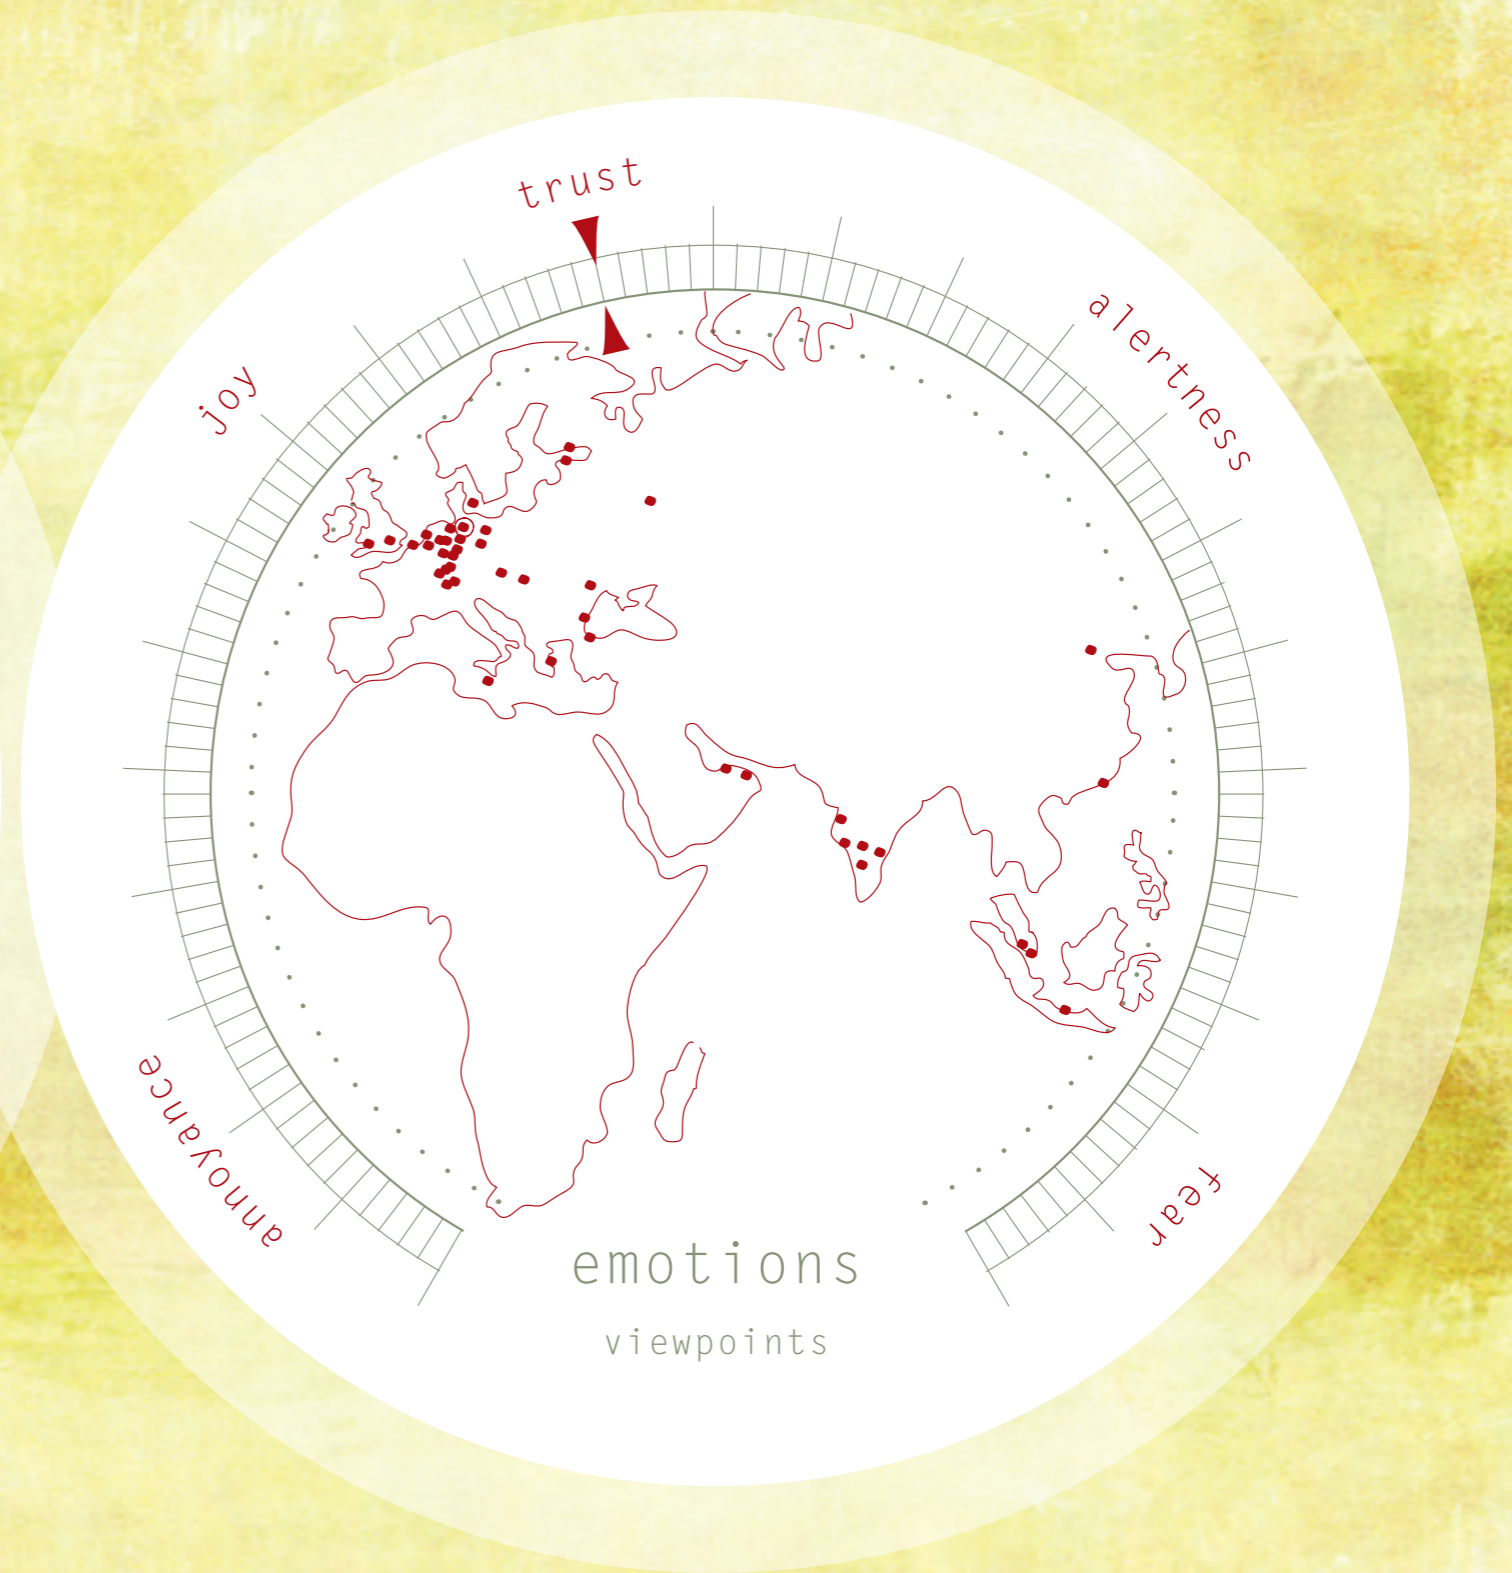 trust
alertness
joy
annoyance
fear
emotions
viewpoints